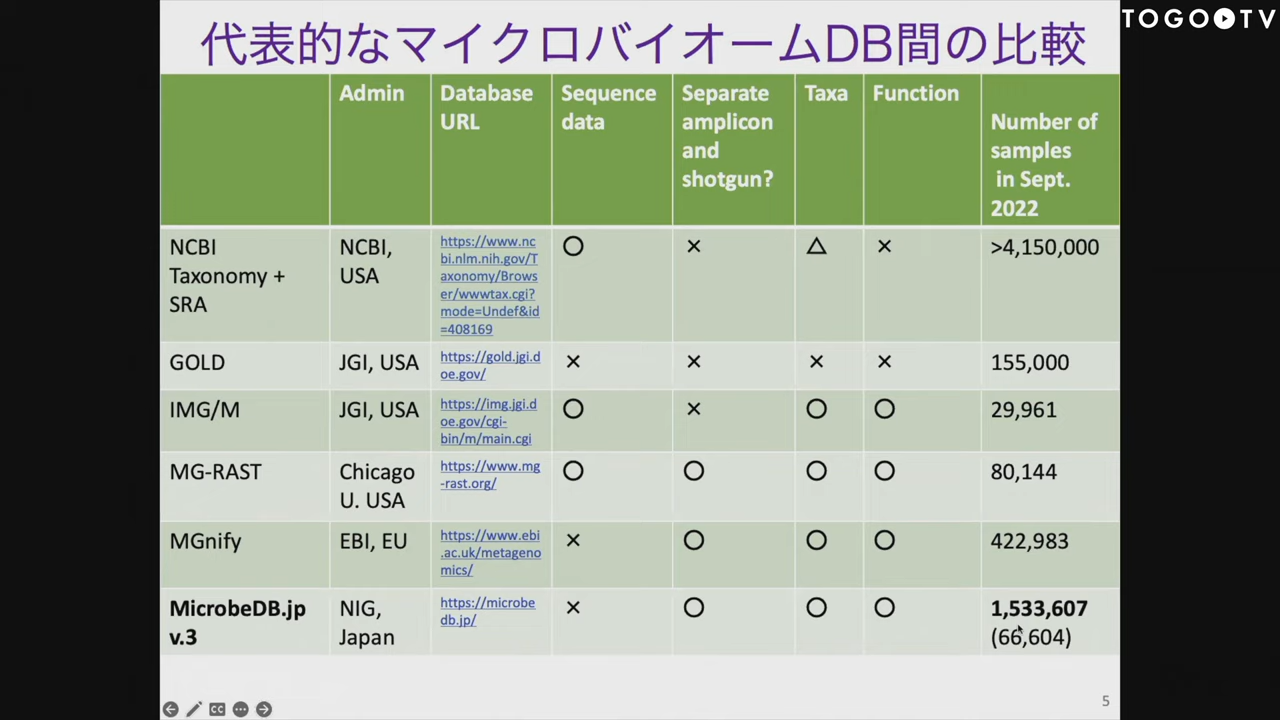 TOGO TV
代表的なマイクロバイオームDB間の比較
Admin
Database
URL
Sequence
data
Separate
amplicon
and
shotgun?
Taxa
Function
Number of
samples
in Sept.
2022
NCBI
Taxonomy +
SRA
NCBI,
USA
https://www.nc
bi.nlm.nih.gov/T
axonomy/Brows
er/wwwtax.cgi?
mode=Undef&id
=408169
○
×
△
×
>4,150,000
GOLD
JGI, USA
https://gold.jgi.d
oe.gov/
×
×
×
×
155,000
IMG/M
JGI, USA
https://img.jgi.d
oe.gov/cgi-
bin/m/main.cgi
○
×
○
○
29,961
MG-RAST
Chicago
U. USA
https://www.mg
-rast.org/
○
○
○
○
80,144
MGnify
EBI, EU
https://www.ebi
.ac.uk/metageno
mics/
×
○
○
○
422,983
MicrobeDB.jp
v.3
NIG,
Japan
https://microbe
db.jp/
×
○
○
○
1,533,607
(66,604)
CC
5